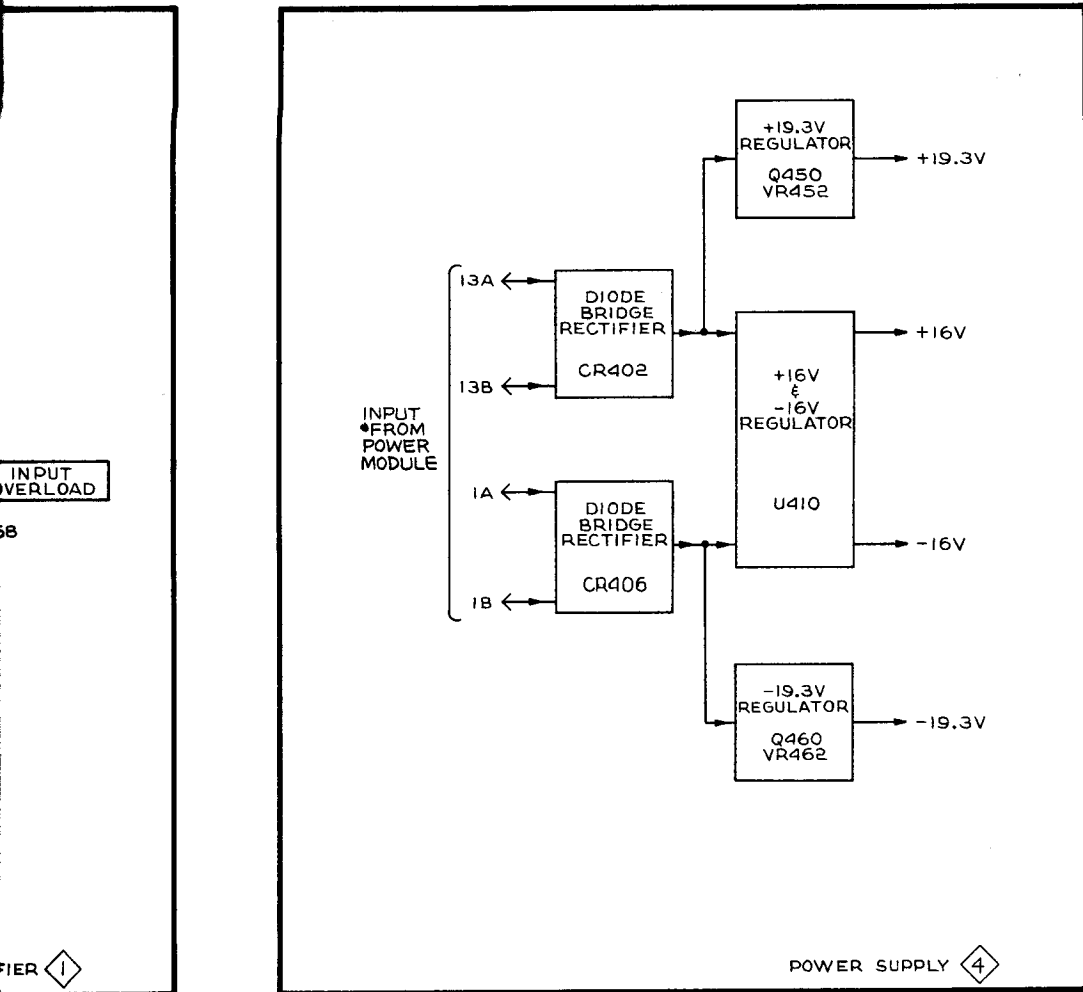 INPUT
OVERLOAD
+19.3V
REGULATOR
Q450
VR452
+19.3V
13A
13B
DIODE
BRIDGE
RECTIFIER
CR402
+16V
&
-16V
REGULATOR
U410
+16V
-16V
INPUT
FROM
POWER
MODULE
1A
1B
DIODE
BRIDGE
RECTIFIER
CR406
-19.3V
REGULATOR
Q460
VR462
-19.3V
1
POWER SUPPLY 4